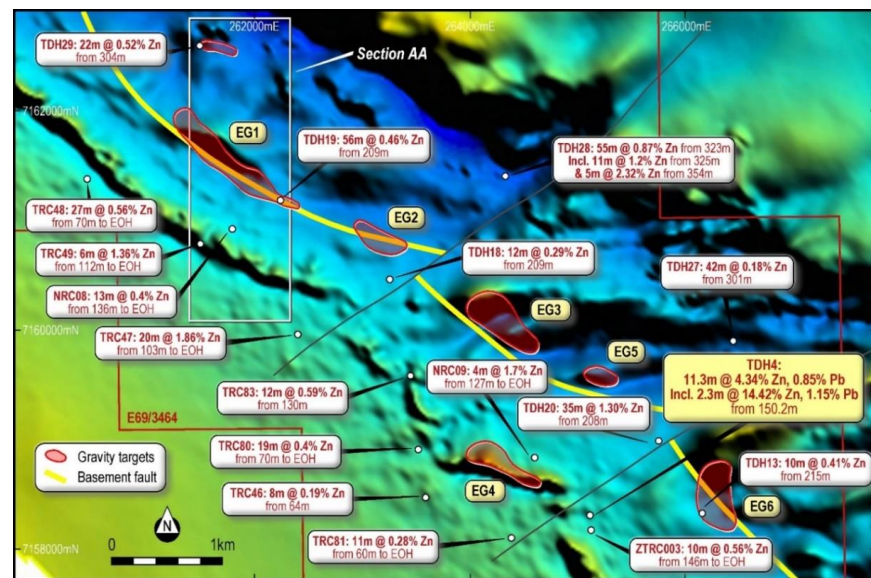 262000mE
264000mE
266000mE
TDH29: 22m @ 0.52% Zn
from 304m
Section AA
7162000mN
EG1
TDH19: 56m @ 0.46% Zn
from 209m
TDH28: 55m @ 0.87% Zn from 323m
Incl. 11m @ 1.2% Zn from 325m
& 5m @ 2.32% Zn from 354m
TRC48: 27m @ 0.56% Zn
from 70m to EOH
EG2
TRC49: 6m @ 1.36% Zn
from 112m to EOH
TDH18: 12m @ 0.29% Zn
from 209m
TDH27: 42m @ 0.18% Zn
from 301m
NRC08: 13m @ 0.4% Zn
from 136m to EOH
EG3
7160000mN
TRC47: 20m @ 1.86% Zn
from 103m to EOH
EG5
NRC09: 4m @ 1.7% Zn
from 127m to EOH
TDH4:
11.3m @ 4.34% Zn, 0.85% Pb
Incl. 2.3m @ 14.42% Zn, 1.15% Pb
from 150.2m
TRC83: 12m @ 0.59% Zn
from 130m
TDH20: 35m @ 1.30% Zn
from 208m
E69/3464
TRC80: 19m @ 0.4% Zn
from 70m to EOH
Gravity targets
Basement fault
EG4
TDH13: 10m @ 0.41% Zn
from 215m
TRC46: 8m @ 0.19% Zn
from 64m
EG6
N
TRC81: 11m @ 0.28% Zn
from 60m to EOH
ZTRC003: 10m @ 0.56% Zn
from 146m to EOH
7158000mN
0
1km